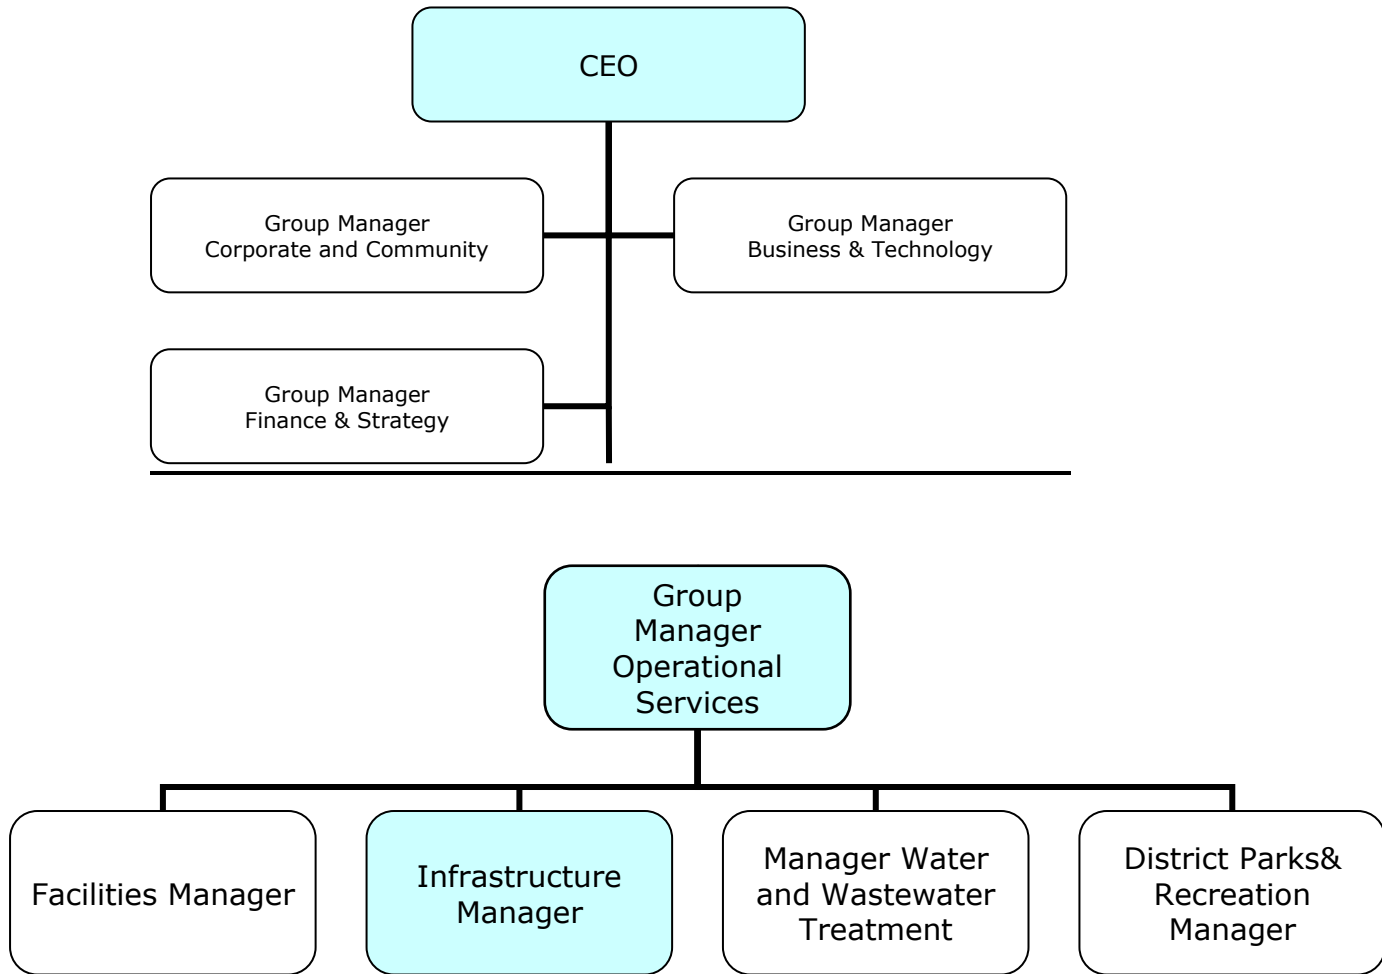 CEO
Group Manager
Corporate and Community
Group Manager
Business & Technology
Group Manager
Finance & Strategy
Group
Manager
Operational
Services
Facilities Manager
Infrastructure
Manager
Manager Water
and Wastewater
Treatment
District Parks&
Recreation
Manager